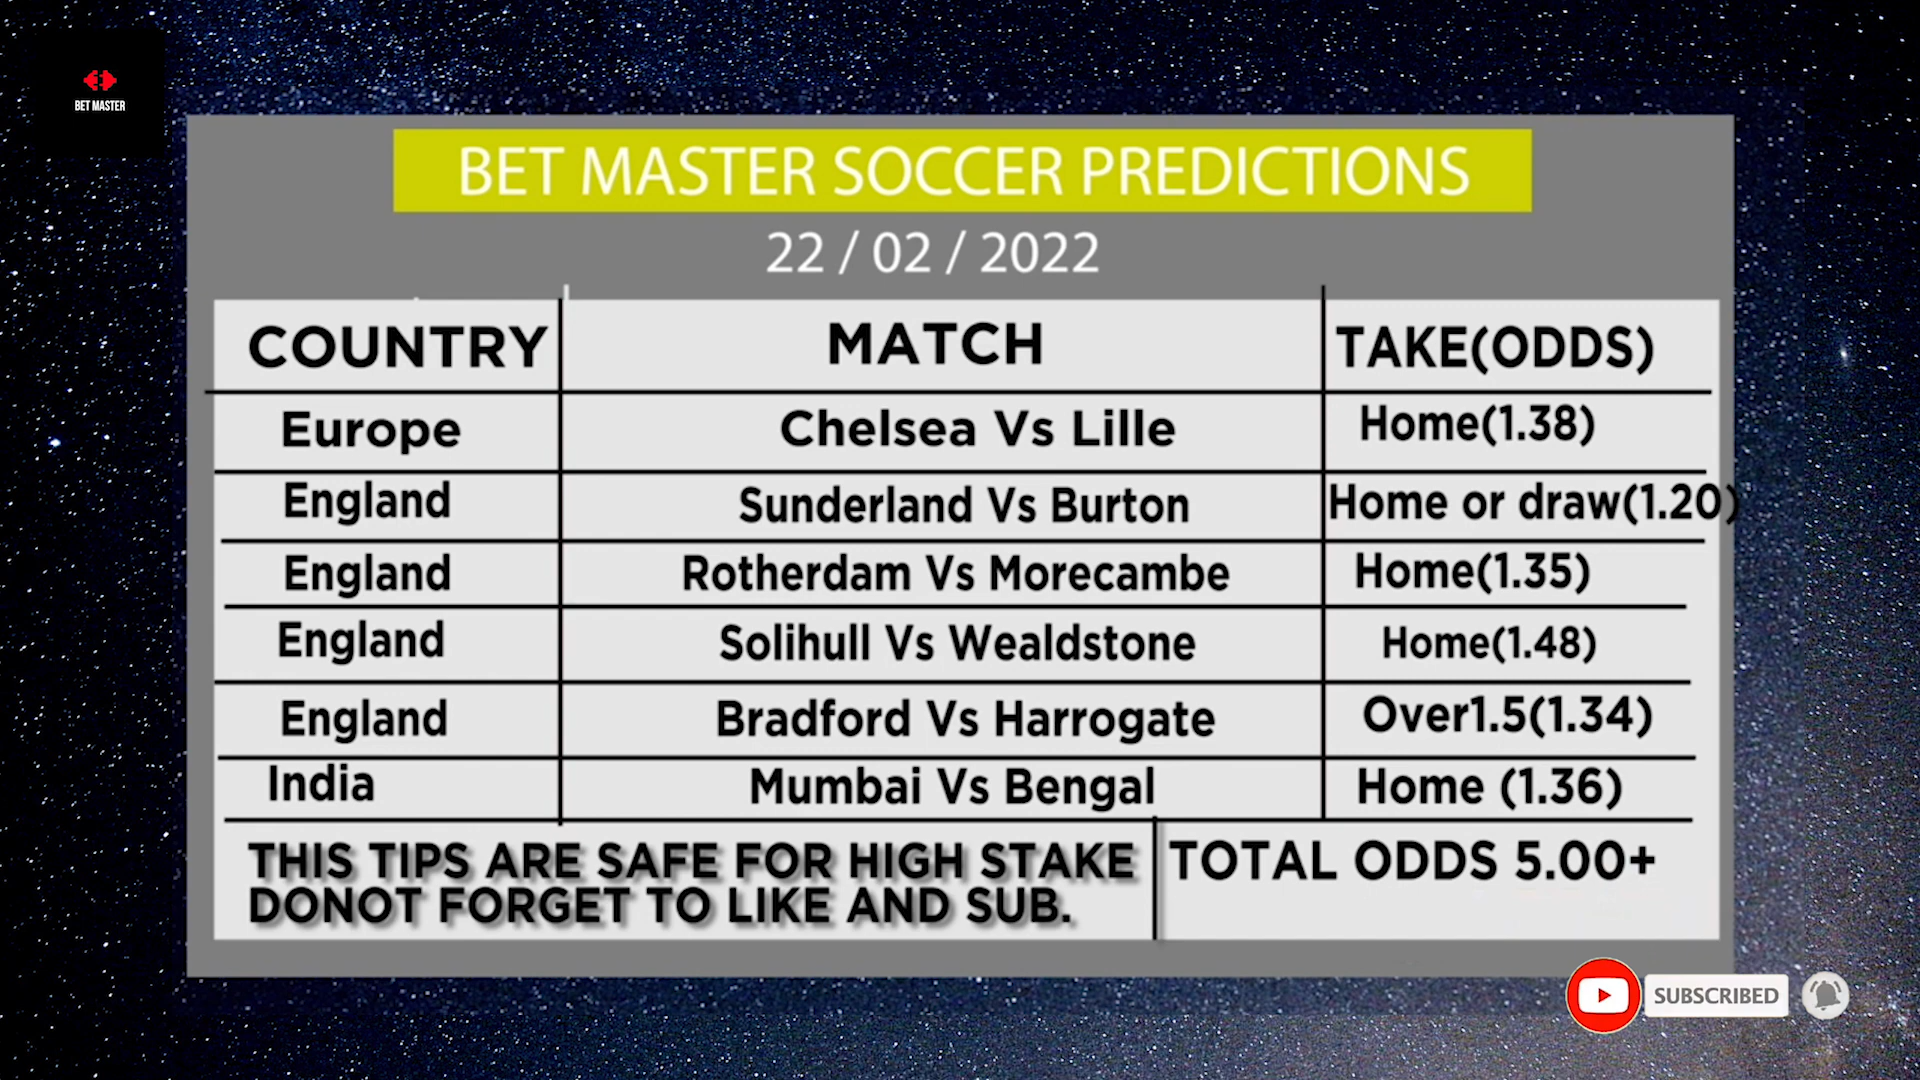 BET MASTER
BET MASTER SOCCER PREDICTIONS
22 / 02 / 2022
COUNTRY MATCH TAKE(ODDS)
Europe Chelsea Vs Lille Home(1.38)
England Sunderland Vs Burton Home or draw(1.20)
England Rotherdam Vs Morecambe Home(1.35)
England Solihull Vs Wealdstone Home(1.48)
England Bradford Vs Harrogate Over1.5(1.34)
India Mumbai Vs Bengal Home (1.36)
THIS TIPS ARE SAFE FOR HIGH STAKE TOTAL ODDS 5.00+
DONOT FORGET TO LIKE AND SUB.
SUBSCRIBED